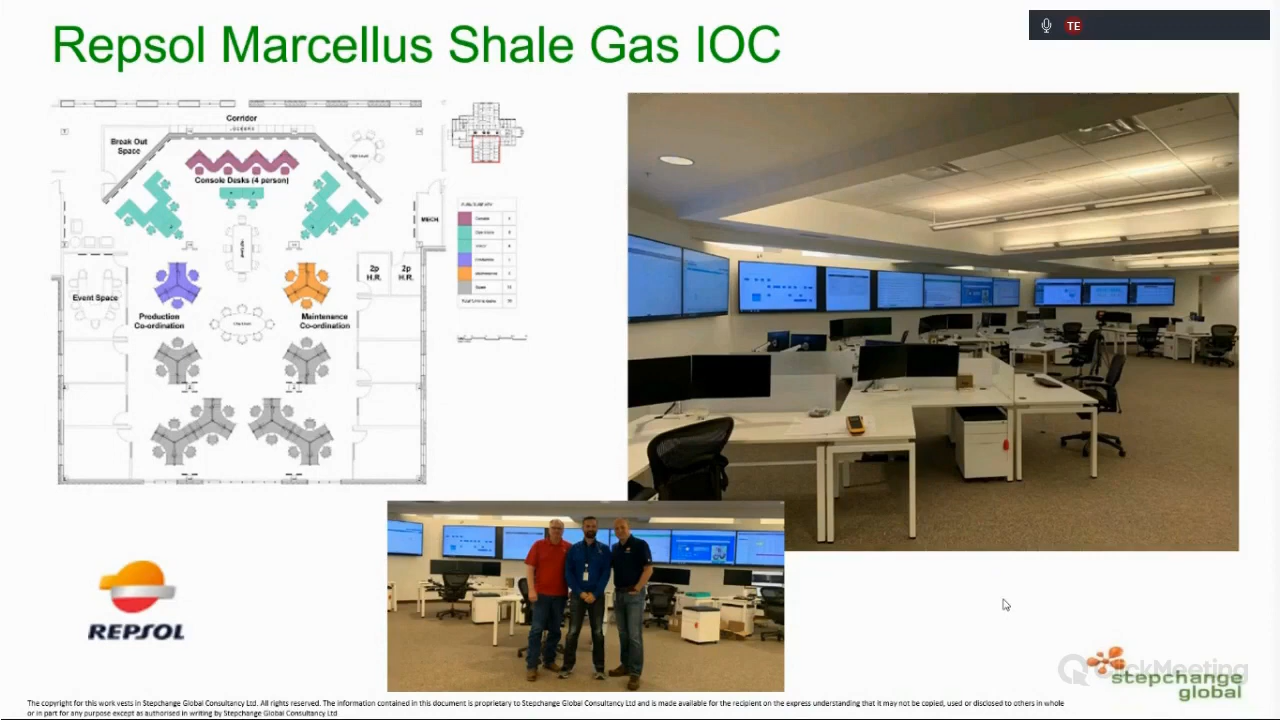 Repsol Marcellus Shale Gas IOC
TE
Corridor
Break Out
Space
Console Desks (4 person)
MECH.
2p
H.R.
2p
H.R.
Event Space
Production
Co-ordination
Maintenance
Co-ordination
REPSOL
ClickMeeting
stepchange
global
The copyright for this work vests in Stepchange Global Consultancy Ltd. All rights reserved. The information contained in this document is proprietary to Stepchange Global Consultancy Ltd and is made available for the recipient on the express understanding that it may not be copied, used or disclosed to others in whole
or in part for any purpose except as authorised in writing by Stepchange Global Consultancy Ltd